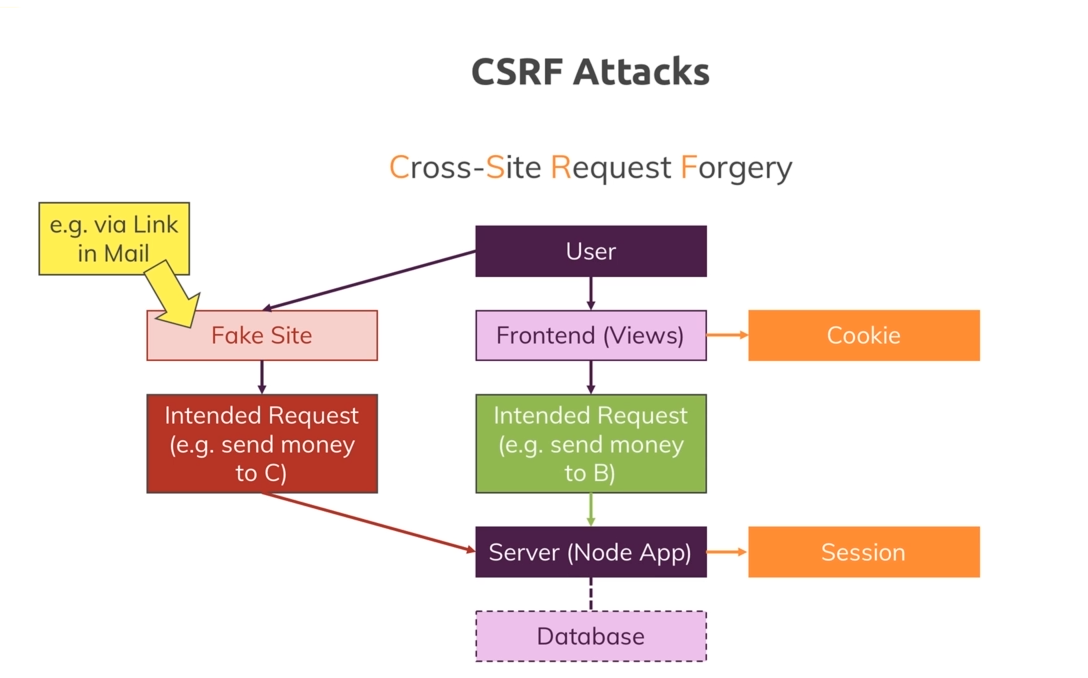 CSRF Attacks
Cross-Site Request Forgery
e.g. via Link
in Mail
User
Fake Site
Frontend (Views)
Cookie
Intended Request
(e.g. send money
to C)
Intended Request
(e.g. send money
to B)
Server (Node App)
Session
Database